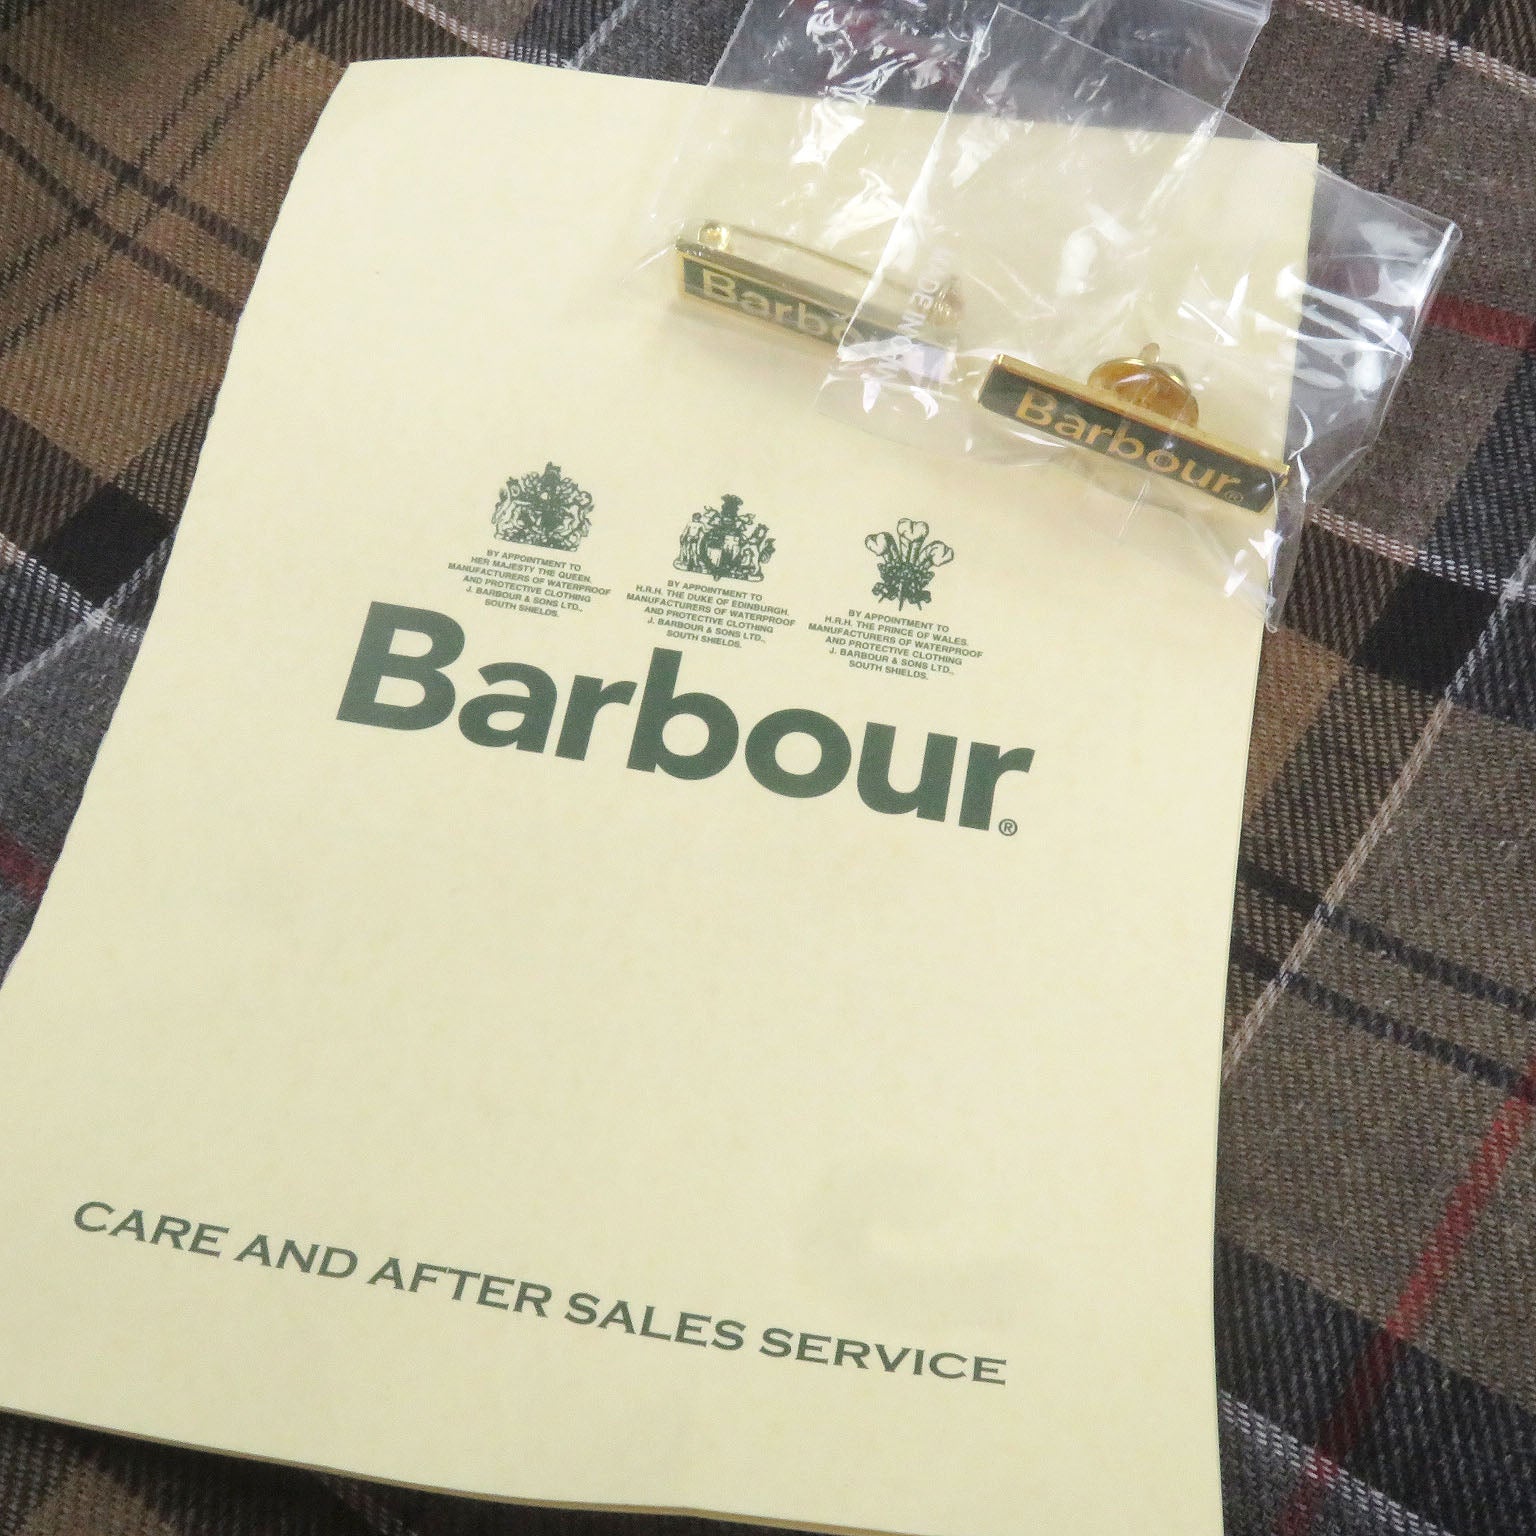 Barbour
Barbour®
BY APPOINTMENT TO
HER MAJESTY THE QUEEN.
MANUFACTURERS OF WATERPROOF
AND PROTECTIVE CLOTHING
J. BARBOUR & SONS LTD.,
SOUTH SHIELDS.
BY APPOINTMENT TO
H.R.H. THE DUKE OF EDINBURGH.
MANUFACTURERS OF WATERPROOF
AND PROTECTIVE CLOTHING
J. BARBOUR & SONS LTD.,
SOUTH SHIELDS.
BY APPOINTMENT TO
H.R.H. THE PRINCE OF WALES.
MANUFACTURERS OF WATERPROOF
AND PROTECTIVE CLOTHING
J. BARBOUR & SONS LTD.,
SOUTH SHIELDS.
Barbour®
CARE AND AFTER SALES SERVICE